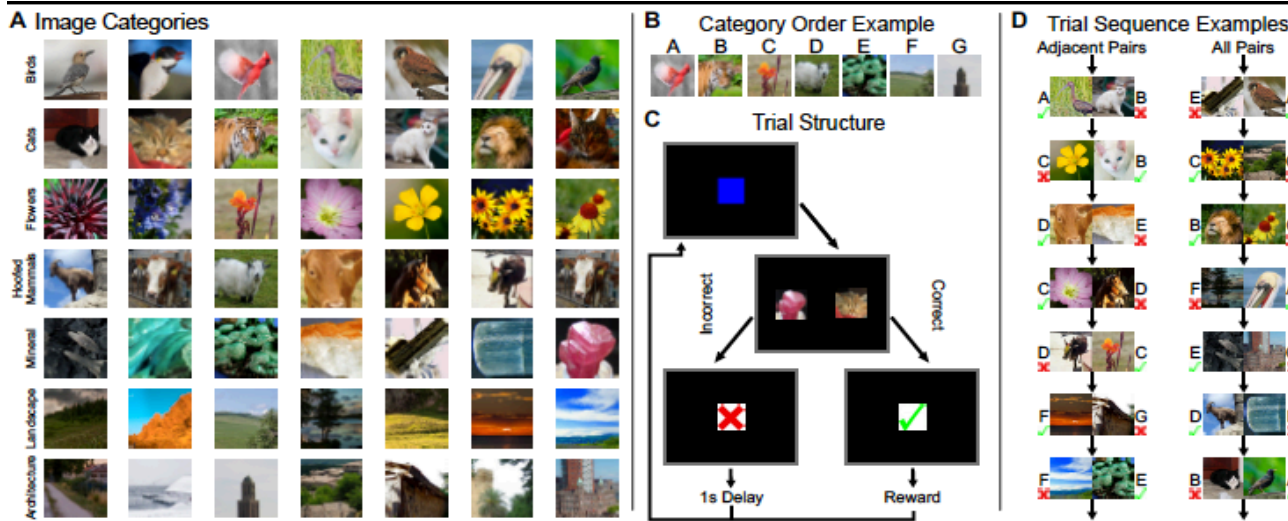 A Image Categories
Birds
Cats
Flowers
Hoofed
Mammals
Mineral
Landscape
Architecture
B Category Order Example
A B C D E F G
C Trial Structure
Incorrect
Correct
1s Delay
Reward
D Trial Sequence Examples
Adjacent Pairs
A B
C B
D E
C D
D C
F G
F E
All Pairs
E
C
B
F
E
D
B